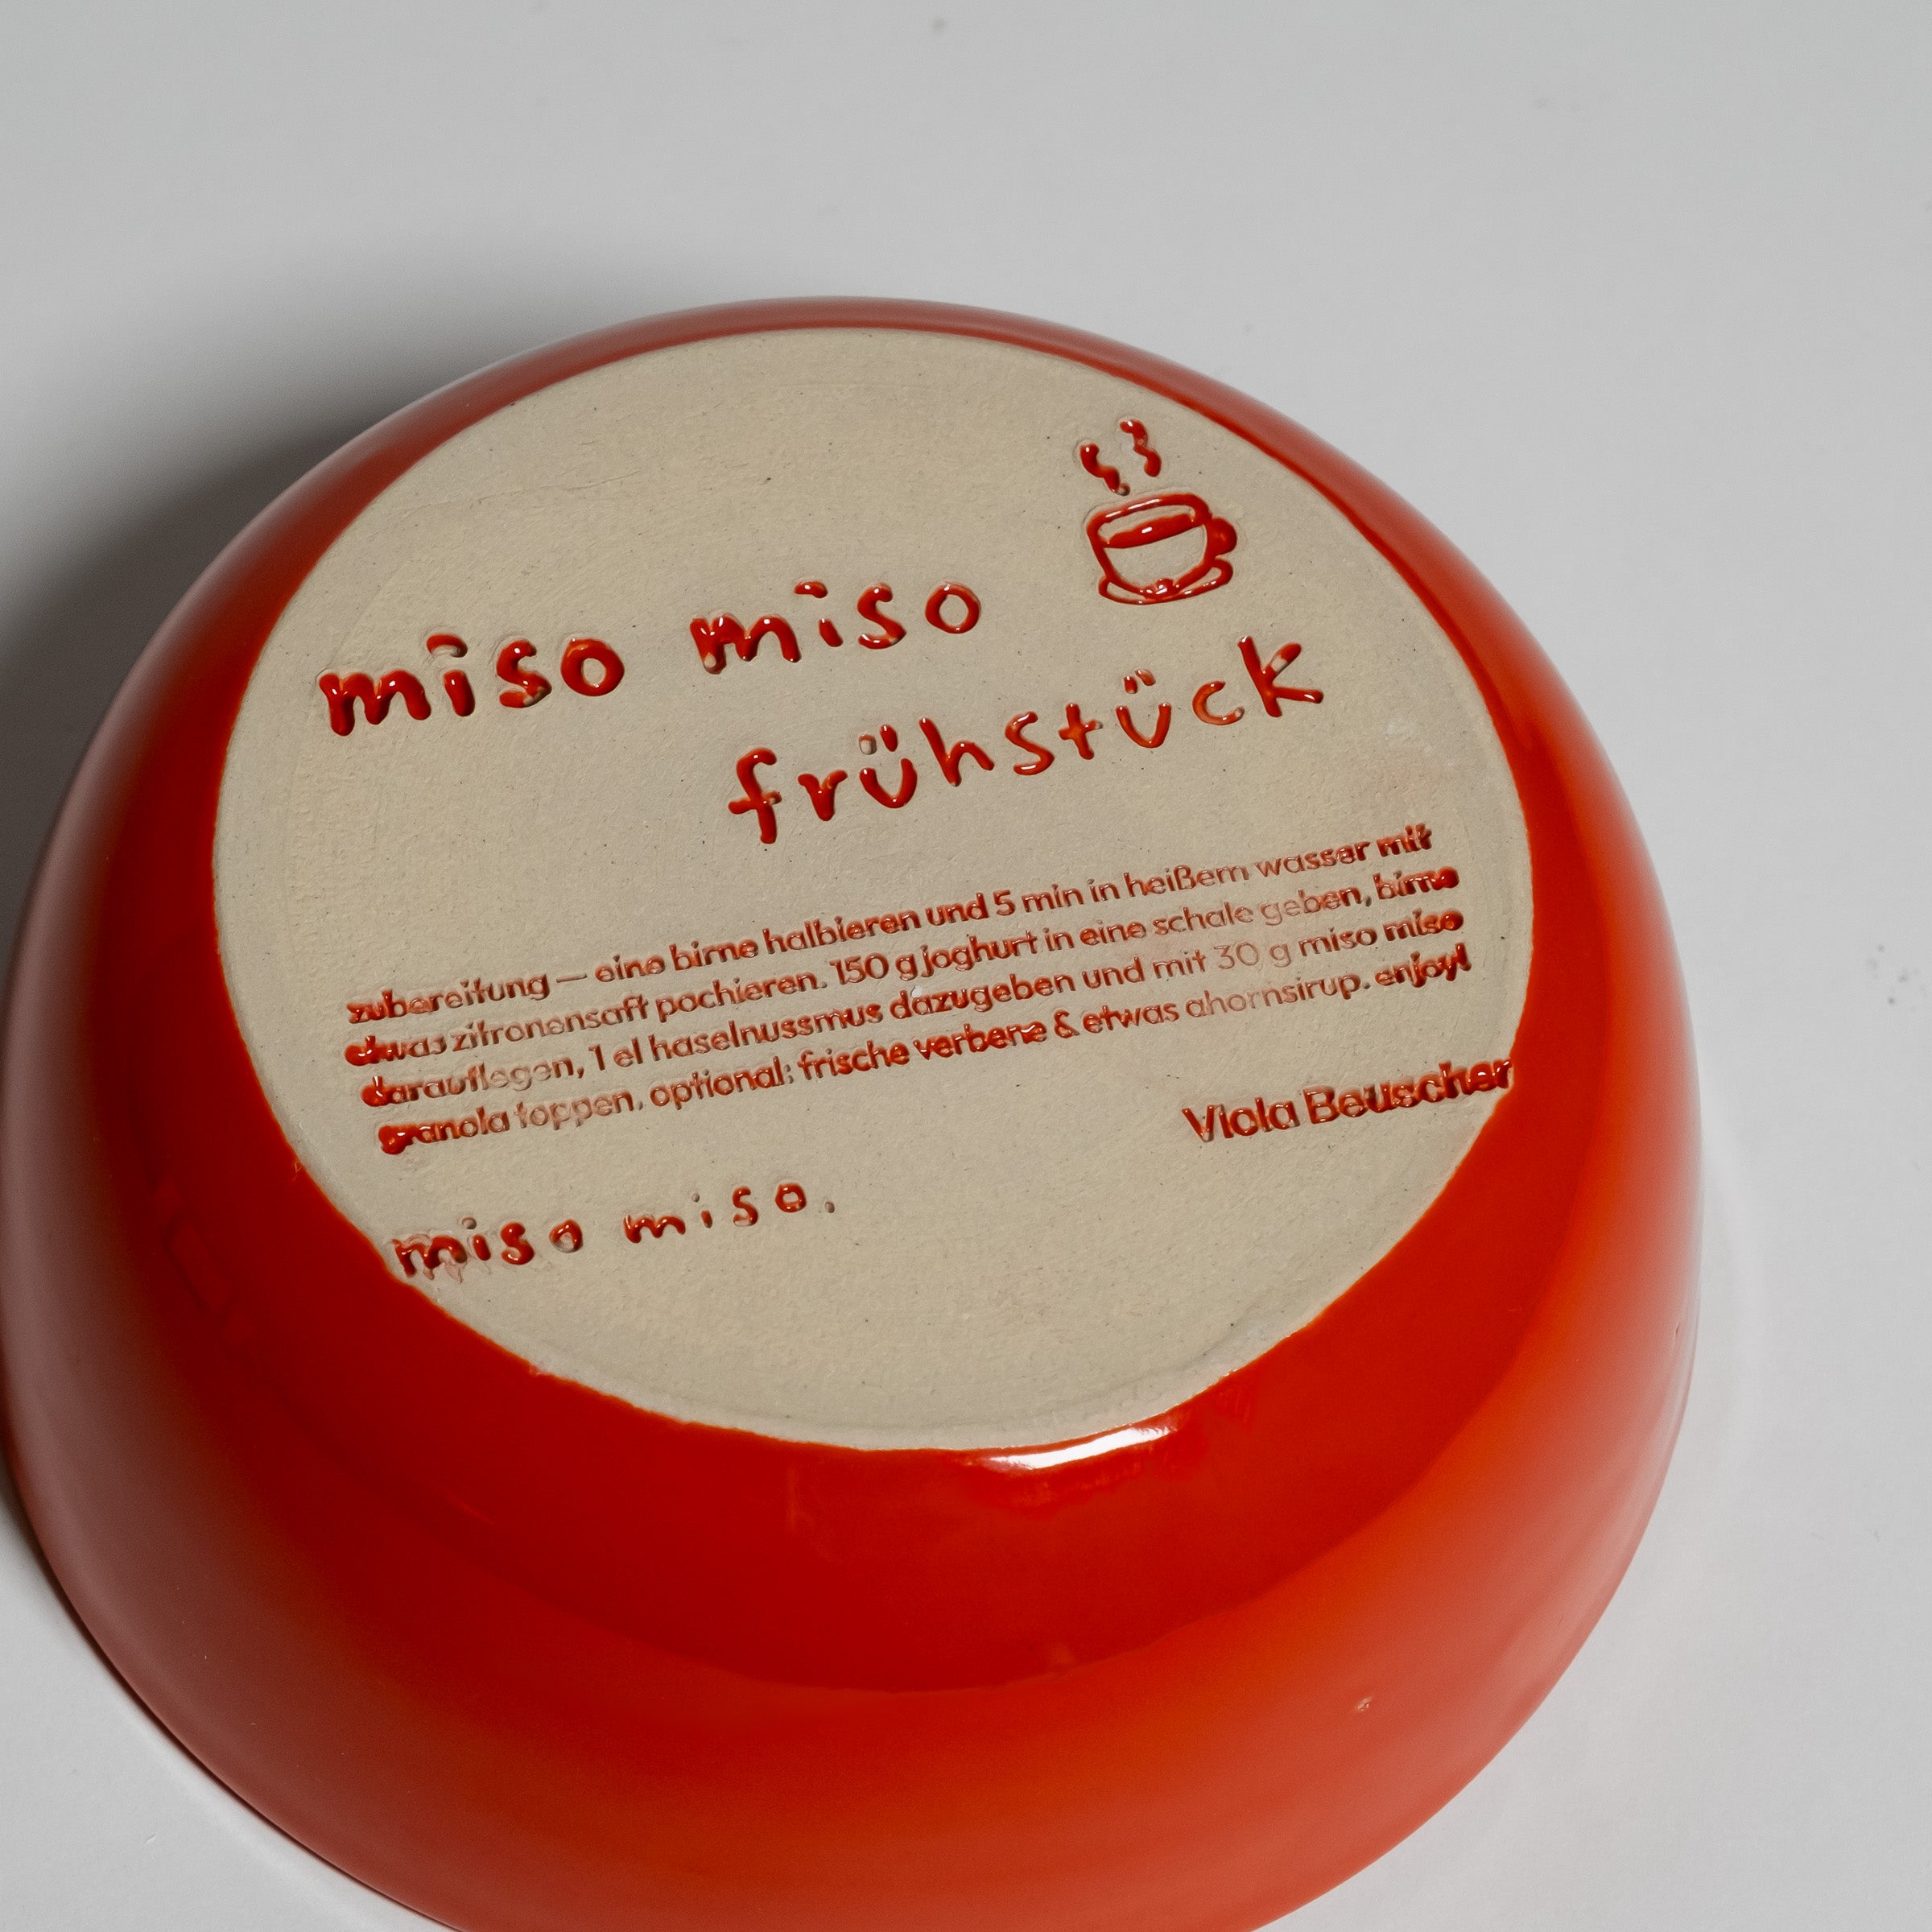 miso miso
frühstück
zubereitung — eine birne halbieren und 5 min in heißem wasser mit
etwas zitronensaft pochieren. 150 g joghurt in eine schale geben, birne
darauflegen, 1 el haselnussmus dazugeben und mit 30 g miso miso
granola toppen. optional: frische verbene & etwas ahornsirup. enjoy!
Viola Beuscher
miso miso.